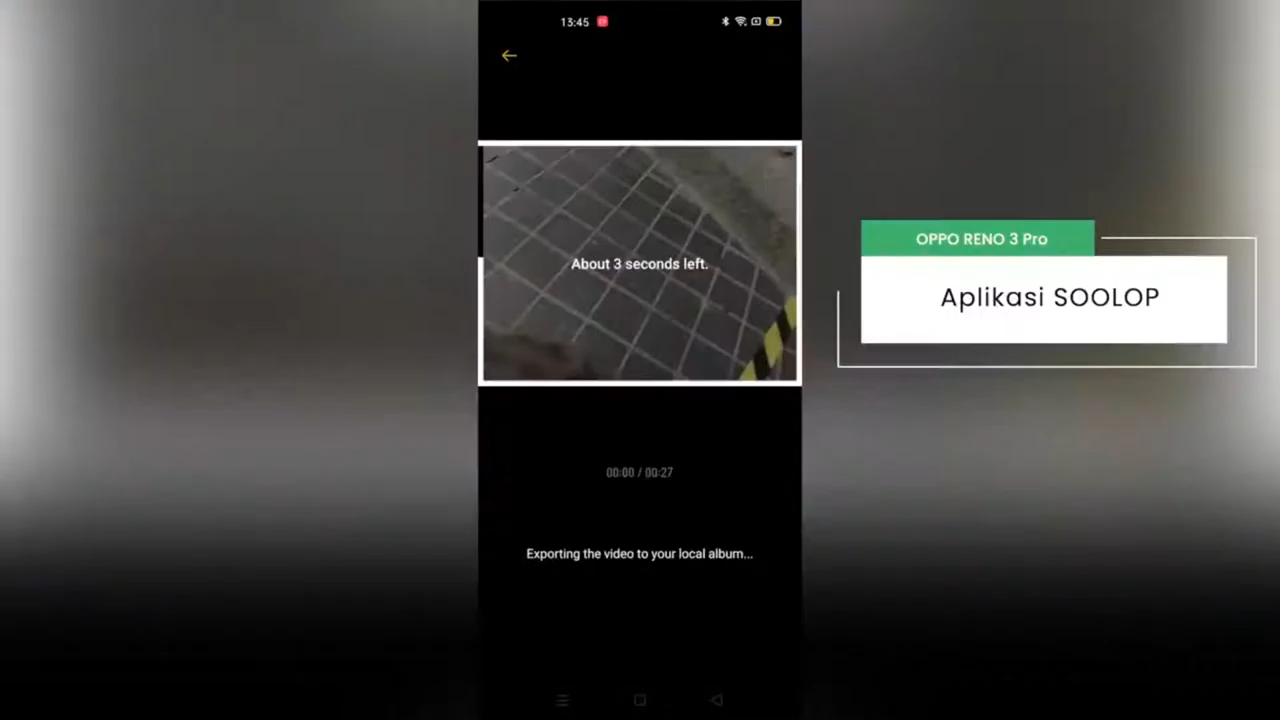 13:45
About 3 seconds left.
OPPO RENO 3 Pro
Aplikasi SOOLOP
00:00 / 00:27
Exporting the video to your local album...